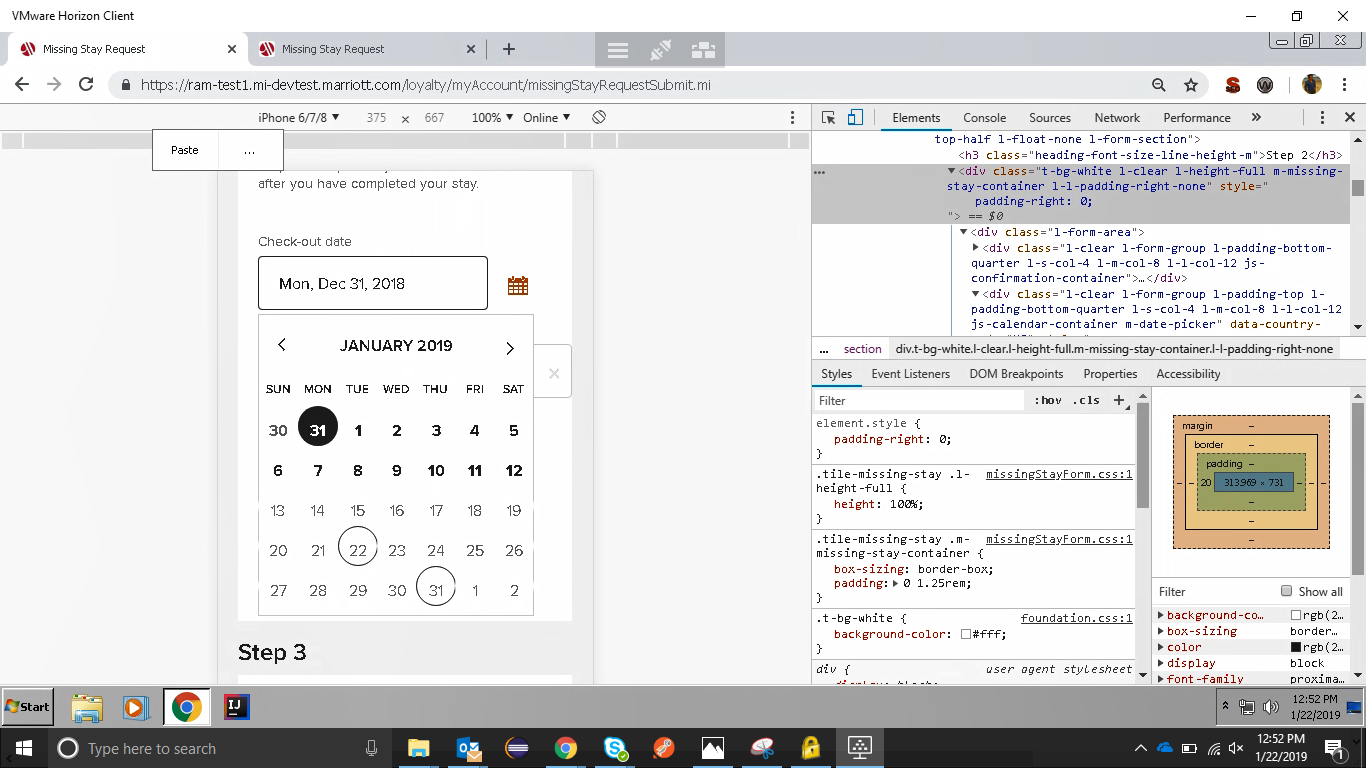 VMware Horizon Client
Missing Stay Request
Missing Stay Request
https://ram-test1.mi-devtest.marriott.com/loyalty/myAccount/missingStayRequestSubmit.mi
iPhone 6/7/8 ▼ 375 × 667 100% ▼ Online ▼
Paste ...
after you have completed your stay.
Check-out date
Mon, Dec 31, 2018
JANUARY 2019
SUN MON TUE WED THU FRI SAT
30 31 1 2 3 4 5
6 7 8 9 10 11 12
13 14 15 16 17 18 19
20 21 22 23 24 25 26
27 28 29 30 31 1 2
Step 3
Elements Console Sources Network Performance »
top-half l-float-none l-form-section">
<h3 class="heading-font-size-line-height-m">Step 2</h3>
... ▼<div class="t-bg-white l-clear l-height-full m-missing-
stay-container l-l-padding-right-none" style="
padding-right: 0;
"> == $0
▼<div class="l-form-area">
▶<div class="l-clear l-form-group l-padding-bottom-
quarter l-s-col-4 l-m-col-8 l-l-col-12 js-
confirmation-container">…</div>
▼<div class="l-clear l-form-group l-padding-top l-
padding-bottom-quarter l-s-col-4 l-m-col-8 l-l-col-12
js-calendar-container m-date-picker" data-country-
... section div.t-bg-white.l-clear.l-height-full.m-missing-stay-container.l-l-padding-right-none
Styles Event Listeners DOM Breakpoints Properties Accessibility
Filter :hov .cls +
element.style {
padding-right: 0;
}
.tile-missing-stay .l- missingStayForm.css:1
height-full {
height: 100%;
}
.tile-missing-stay .m- missingStayForm.css:1
missing-stay-container {
box-sizing: border-box;
padding:▶ 0 1.25rem;
}
.t-bg-white { foundation.css:1
background-color: #fff;
}
div { user agent stylesheet
margin –
border –
padding –
– – 20 313.969 × 731 – – –
–
–
–
Filter Show all
▶ background-co… rgb(2…
▶ box-sizing border…
▶ color rgb(2…
▶ display block
▶ font-family proxima…
Start
12:52 PM
1/22/2019
Type here to search
12:52 PM
1/22/2019
1